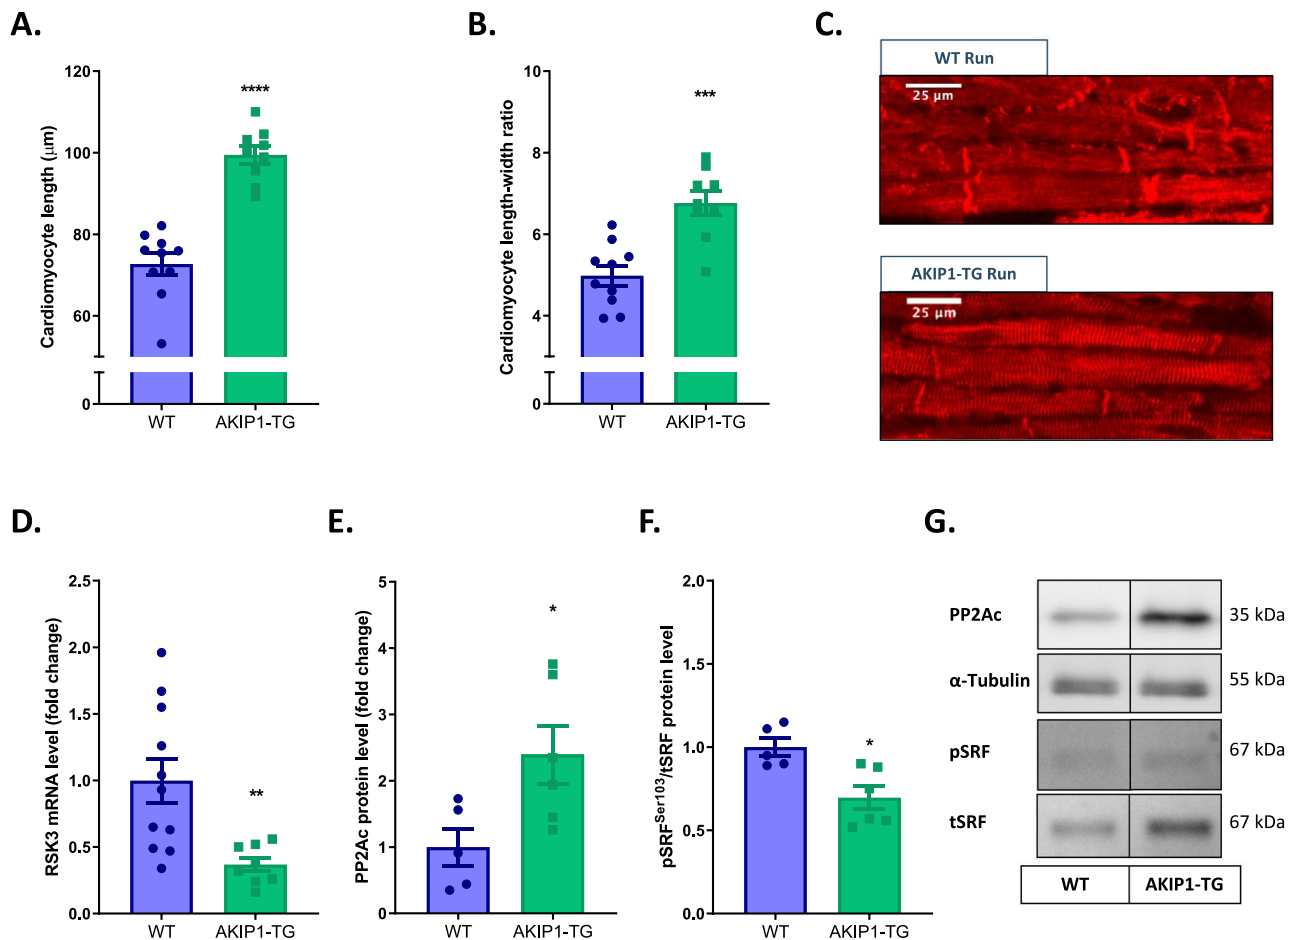 A.
Cardiomyocyte length (μm)
120
100
80
60
0
****
WT
AKIP1-TG
B.
Cardiomyocyte length-width ratio
10
8
6
4
0
***
WT
AKIP1-TG
C.
WT Run
25 μm
AKIP1-TG Run
25 μm
D.
RSK3 mRNA level (fold change)
2.5
2.0
1.5
1.0
0.5
0.0
**
WT
AKIP1-TG
E.
PP2Ac protein level (fold change)
5
4
3
2
1
0
*
WT
AKIP1-TG
F.
pSRF^Ser103/tSRF protein level
2.0
1.5
1.0
0.5
0.0
*
WT
AKIP1-TG
G.
PP2Ac 35 kDa
α-Tubulin 55 kDa
pSRF 67 kDa
tSRF 67 kDa
WT AKIP1-TG